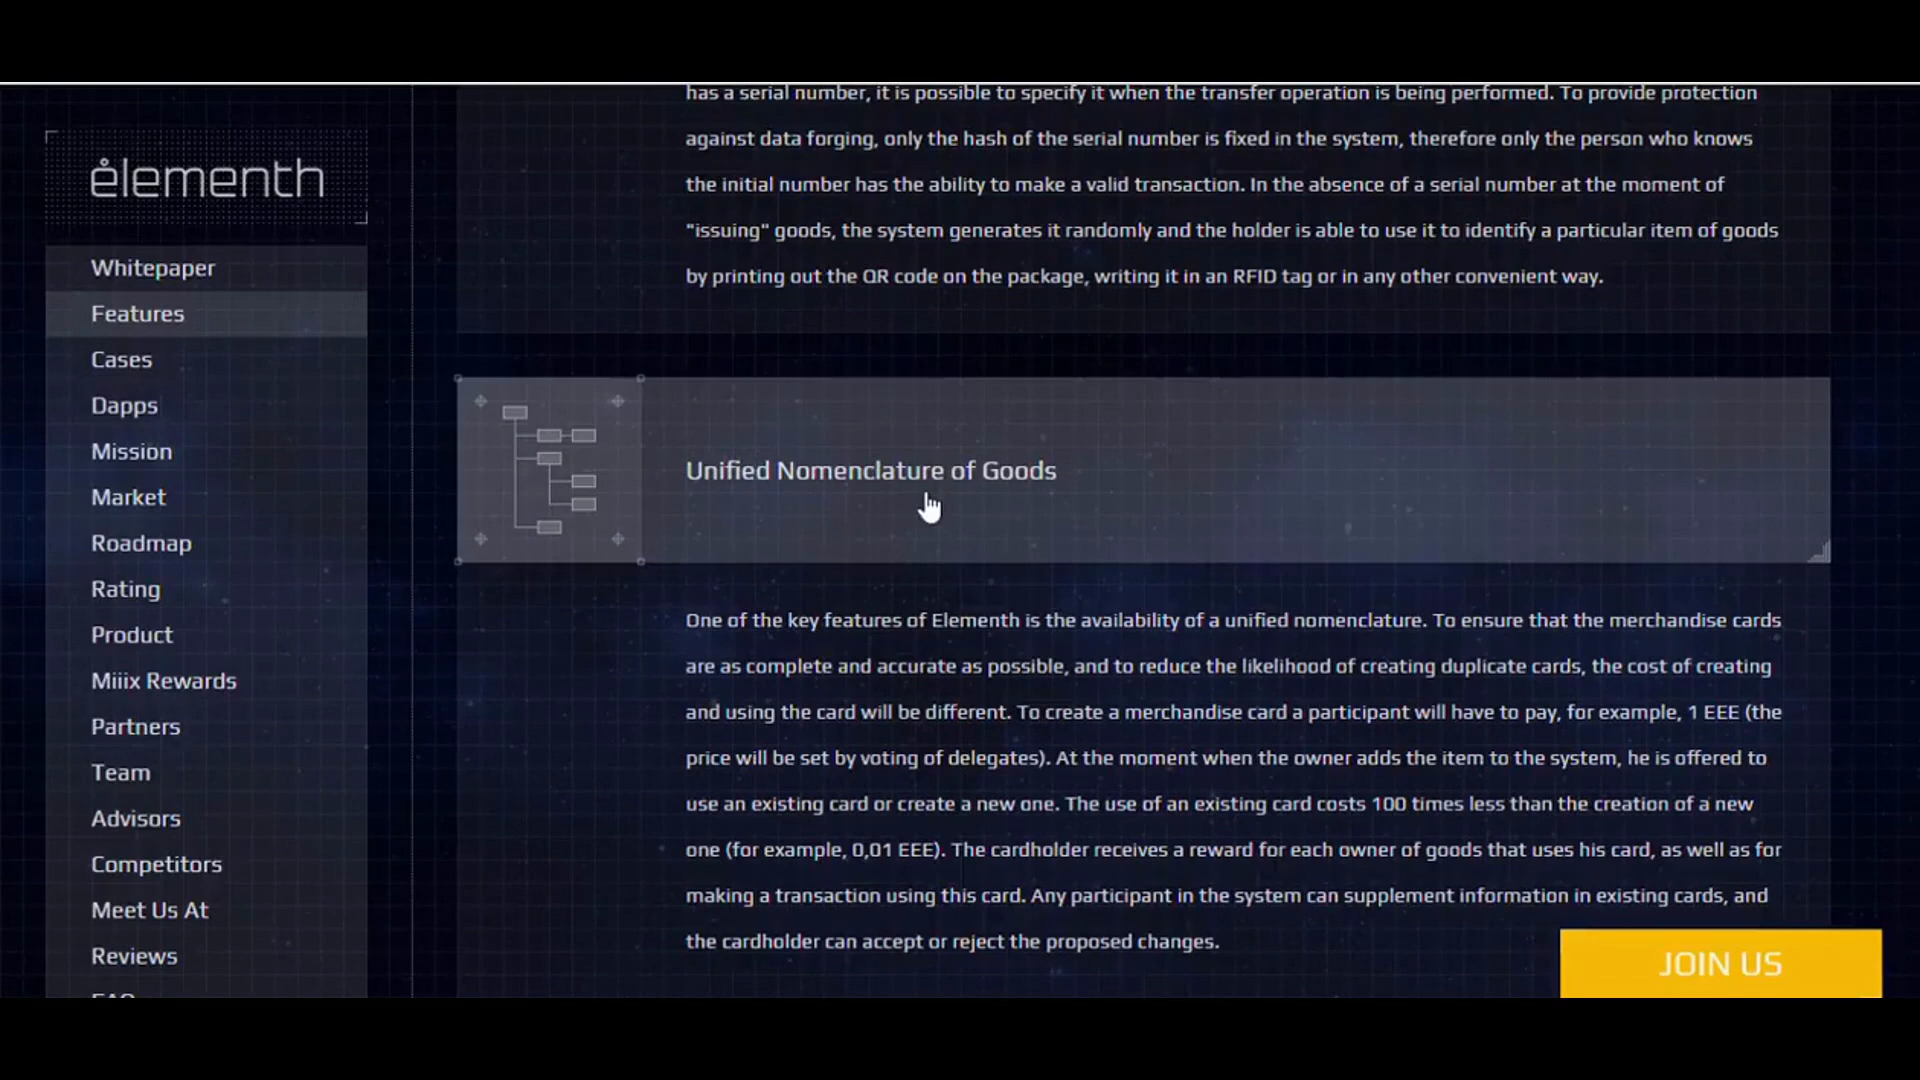 elementh
Whitepaper
Features
Cases
Dapps
Mission
Market
Roadmap
Rating
Product
Miiix Rewards
Partners
Team
Advisors
Competitors
Meet Us At
Reviews
has a serial number, it is possible to specify it when the transfer operation is being performed. To provide protection
against data forging, only the hash of the serial number is fixed in the system, therefore only the person who knows
the initial number has the ability to make a valid transaction. In the absence of a serial number at the moment of
"issuing" goods, the system generates it randomly and the holder is able to use it to identify a particular item of goods
by printing out the QR code on the package, writing it in an RFID tag or in any other convenient way.
Unified Nomenclature of Goods
One of the key features of Elementh is the availability of a unified nomenclature. To ensure that the merchandise cards
are as complete and accurate as possible, and to reduce the likelihood of creating duplicate cards, the cost of creating
and using the card will be different. To create a merchandise card a participant will have to pay, for example, 1 EEE (the
price will be set by voting of delegates). At the moment when the owner adds the item to the system, he is offered to
use an existing card or create a new one. The use of an existing card costs 100 times less than the creation of a new
one (for example, 0,01 EEE). The cardholder receives a reward for each owner of goods that uses his card, as well as for
making a transaction using this card. Any participant in the system can supplement information in existing cards, and
the cardholder can accept or reject the proposed changes.
JOIN US